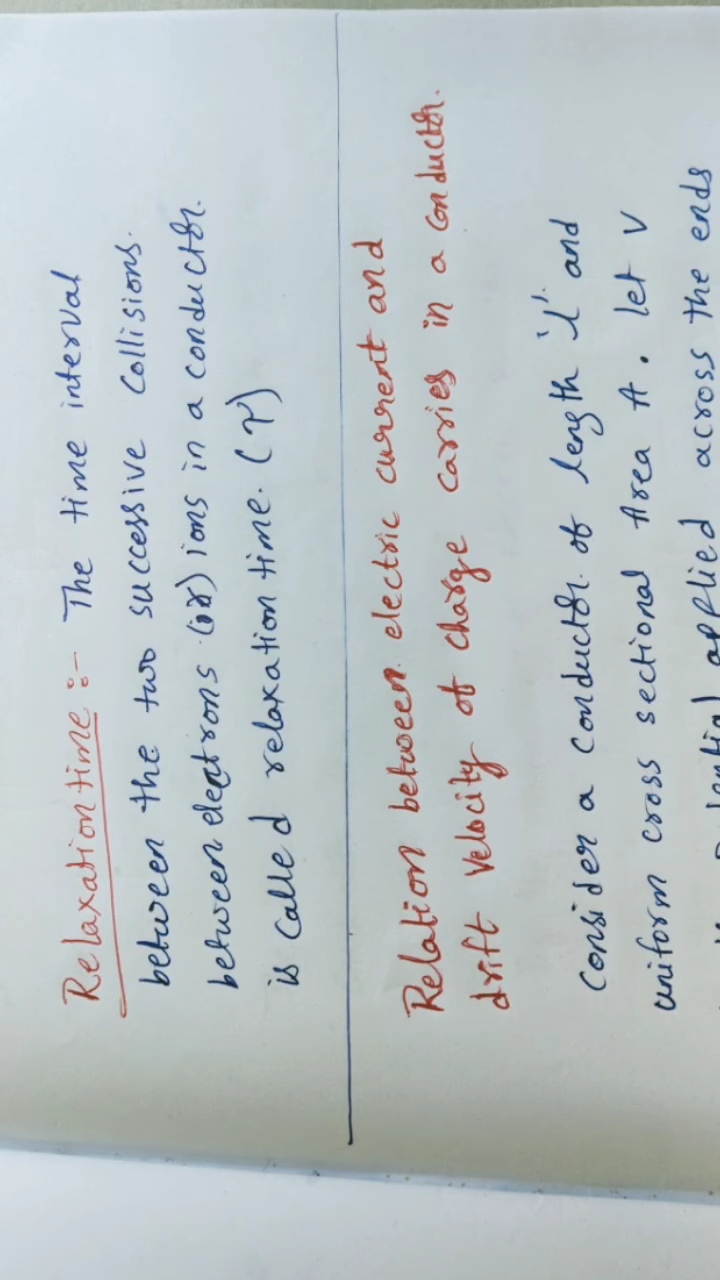 Relaxation time :- The time interval
between the two successive collisions.
between electrons (or) ions in a conductor.
is called relaxation time. (τ)
Relation between electric current and
drift velocity of charge carries in a conductor.
Consider a conductor of length 'l' and
uniform cross sectional Area A. let V
applied across the ends